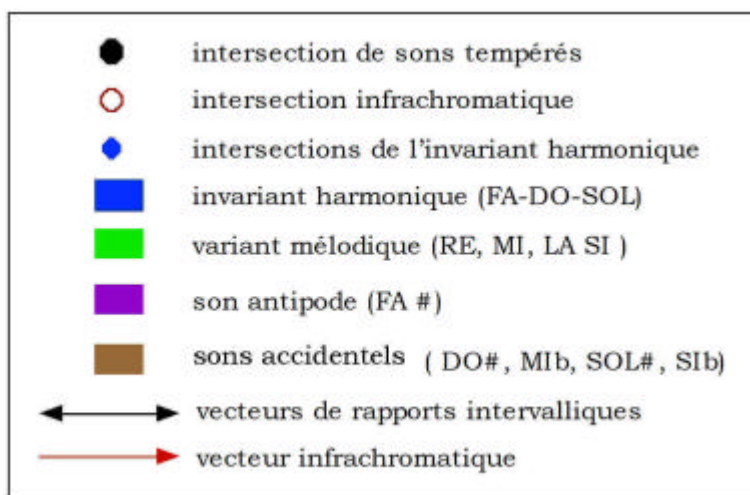 intersection de sons tempérés
intersection infrachromatique
intersections de l'invariant harmonique
invariant harmonique (FA-DO-SOL)
variant mélodique (RE, MI, LA SI )
son antipode (FA #)
sons accidentels ( DO#, MIb, SOL#, SIb)
vecteurs de rapports intervalliques
vecteur infrachromatique